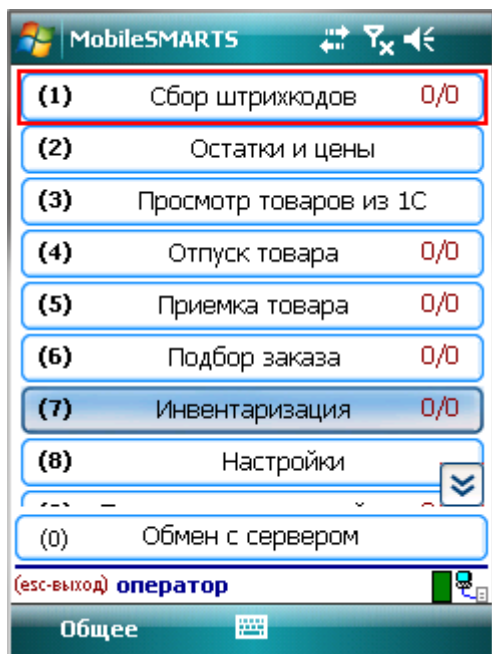 MobileSMARTS
(1) Сбор штрихкодов 0/0
(2) Остатки и цены
(3) Просмотр товаров из 1С
(4) Отпуск товара 0/0
(5) Приемка товара 0/0
(6) Подбор заказа 0/0
(7) Инвентаризация 0/0
(8) Настройки
(0) Обмен с сервером
(esc-выход) оператор
Общее